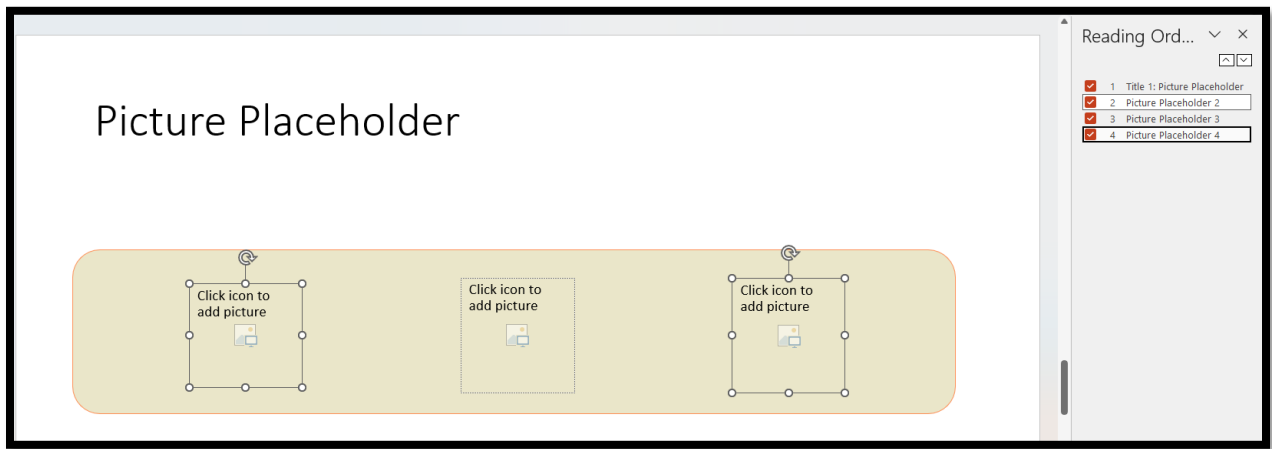 Picture Placeholder
Click icon to
add picture
Click icon to
add picture
Click icon to
add picture
Reading Ord...
1 Title 1: Picture Placeholder
2 Picture Placeholder 2
3 Picture Placeholder 3
4 Picture Placeholder 4